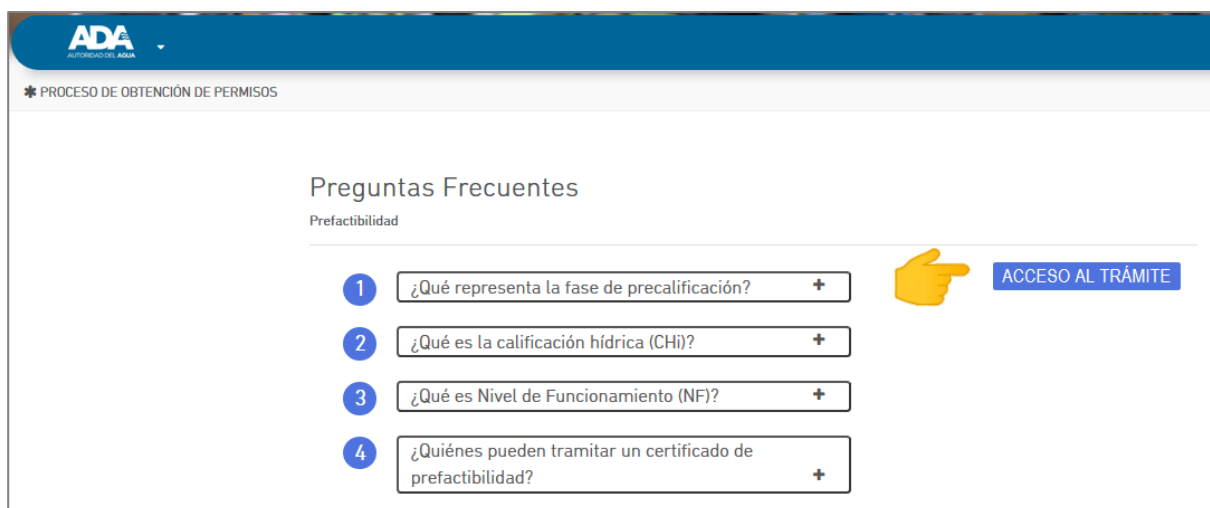 ADA
AUTORIDAD DEL AGUA
✱ PROCESO DE OBTENCIÓN DE PERMISOS
Preguntas Frecuentes
Prefactibilidad
ACCESO AL TRÁMITE
1 ¿Qué representa la fase de precalificación? +
2 ¿Qué es la calificación hídrica (CHi)? +
3 ¿Qué es Nivel de Funcionamiento (NF)? +
4 ¿Quiénes pueden tramitar un certificado de
prefactibilidad? +